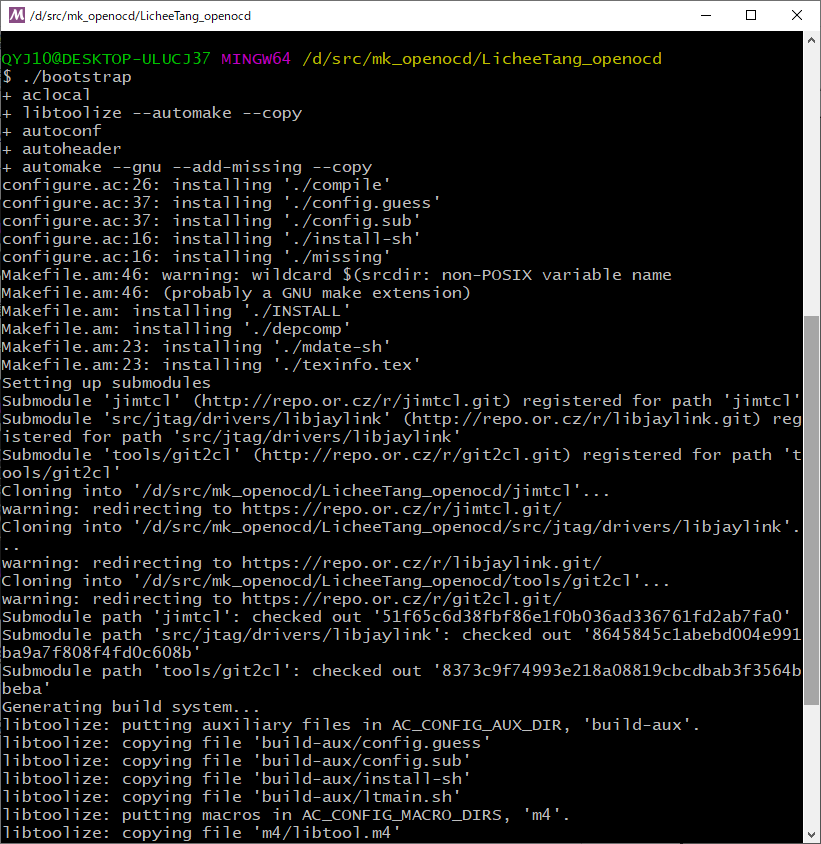 /d/src/mk_openocd/LicheeTang_openocd
QYJ10@DESKTOP-ULUCJ37 MINGW64 /d/src/mk_openocd/LicheeTang_openocd
$ ./bootstrap
+ aclocal
+ libtoolize --automake --copy
+ autoconf
+ autoheader
+ automake --gnu --add-missing --copy
configure.ac:26: installing './compile'
configure.ac:37: installing './config.guess'
configure.ac:37: installing './config.sub'
configure.ac:16: installing './install-sh'
configure.ac:16: installing './missing'
Makefile.am:46: warning: wildcard $(srcdir: non-POSIX variable name
Makefile.am:46: (probably a GNU make extension)
Makefile.am: installing './INSTALL'
Makefile.am: installing './depcomp'
Makefile.am:23: installing './mdate-sh'
Makefile.am:23: installing './texinfo.tex'
Setting up submodules
Submodule 'jimtcl' (http://repo.or.cz/r/jimtcl.git) registered for path 'jimtcl'
Submodule 'src/jtag/drivers/libjaylink' (http://repo.or.cz/r/libjaylink.git) reg
istered for path 'src/jtag/drivers/libjaylink'
Submodule 'tools/git2cl' (http://repo.or.cz/r/git2cl.git) registered for path 't
ools/git2cl'
Cloning into '/d/src/mk_openocd/LicheeTang_openocd/jimtcl'...
warning: redirecting to https://repo.or.cz/r/jimtcl.git/
Cloning into '/d/src/mk_openocd/LicheeTang_openocd/src/jtag/drivers/libjaylink'.
..
warning: redirecting to https://repo.or.cz/r/libjaylink.git/
Cloning into '/d/src/mk_openocd/LicheeTang_openocd/tools/git2cl'...
warning: redirecting to https://repo.or.cz/r/git2cl.git/
Submodule path 'jimtcl': checked out '51f65c6d38fbf86e1f0b036ad336761fd2ab7fa0'
Submodule path 'src/jtag/drivers/libjaylink': checked out '8645845c1abebd004e991
ba9a7f808f4fd0c608b'
Submodule path 'tools/git2cl': checked out '8373c9f74993e218a08819cbcdbab3f3564b
beba'
Generating build system...
libtoolize: putting auxiliary files in AC_CONFIG_AUX_DIR, 'build-aux'.
libtoolize: copying file 'build-aux/config.guess'
libtoolize: copying file 'build-aux/config.sub'
libtoolize: copying file 'build-aux/install-sh'
libtoolize: copying file 'build-aux/ltmain.sh'
libtoolize: putting macros in AC_CONFIG_MACRO_DIRS, 'm4'.
libtoolize: copying file 'm4/libtool.m4'